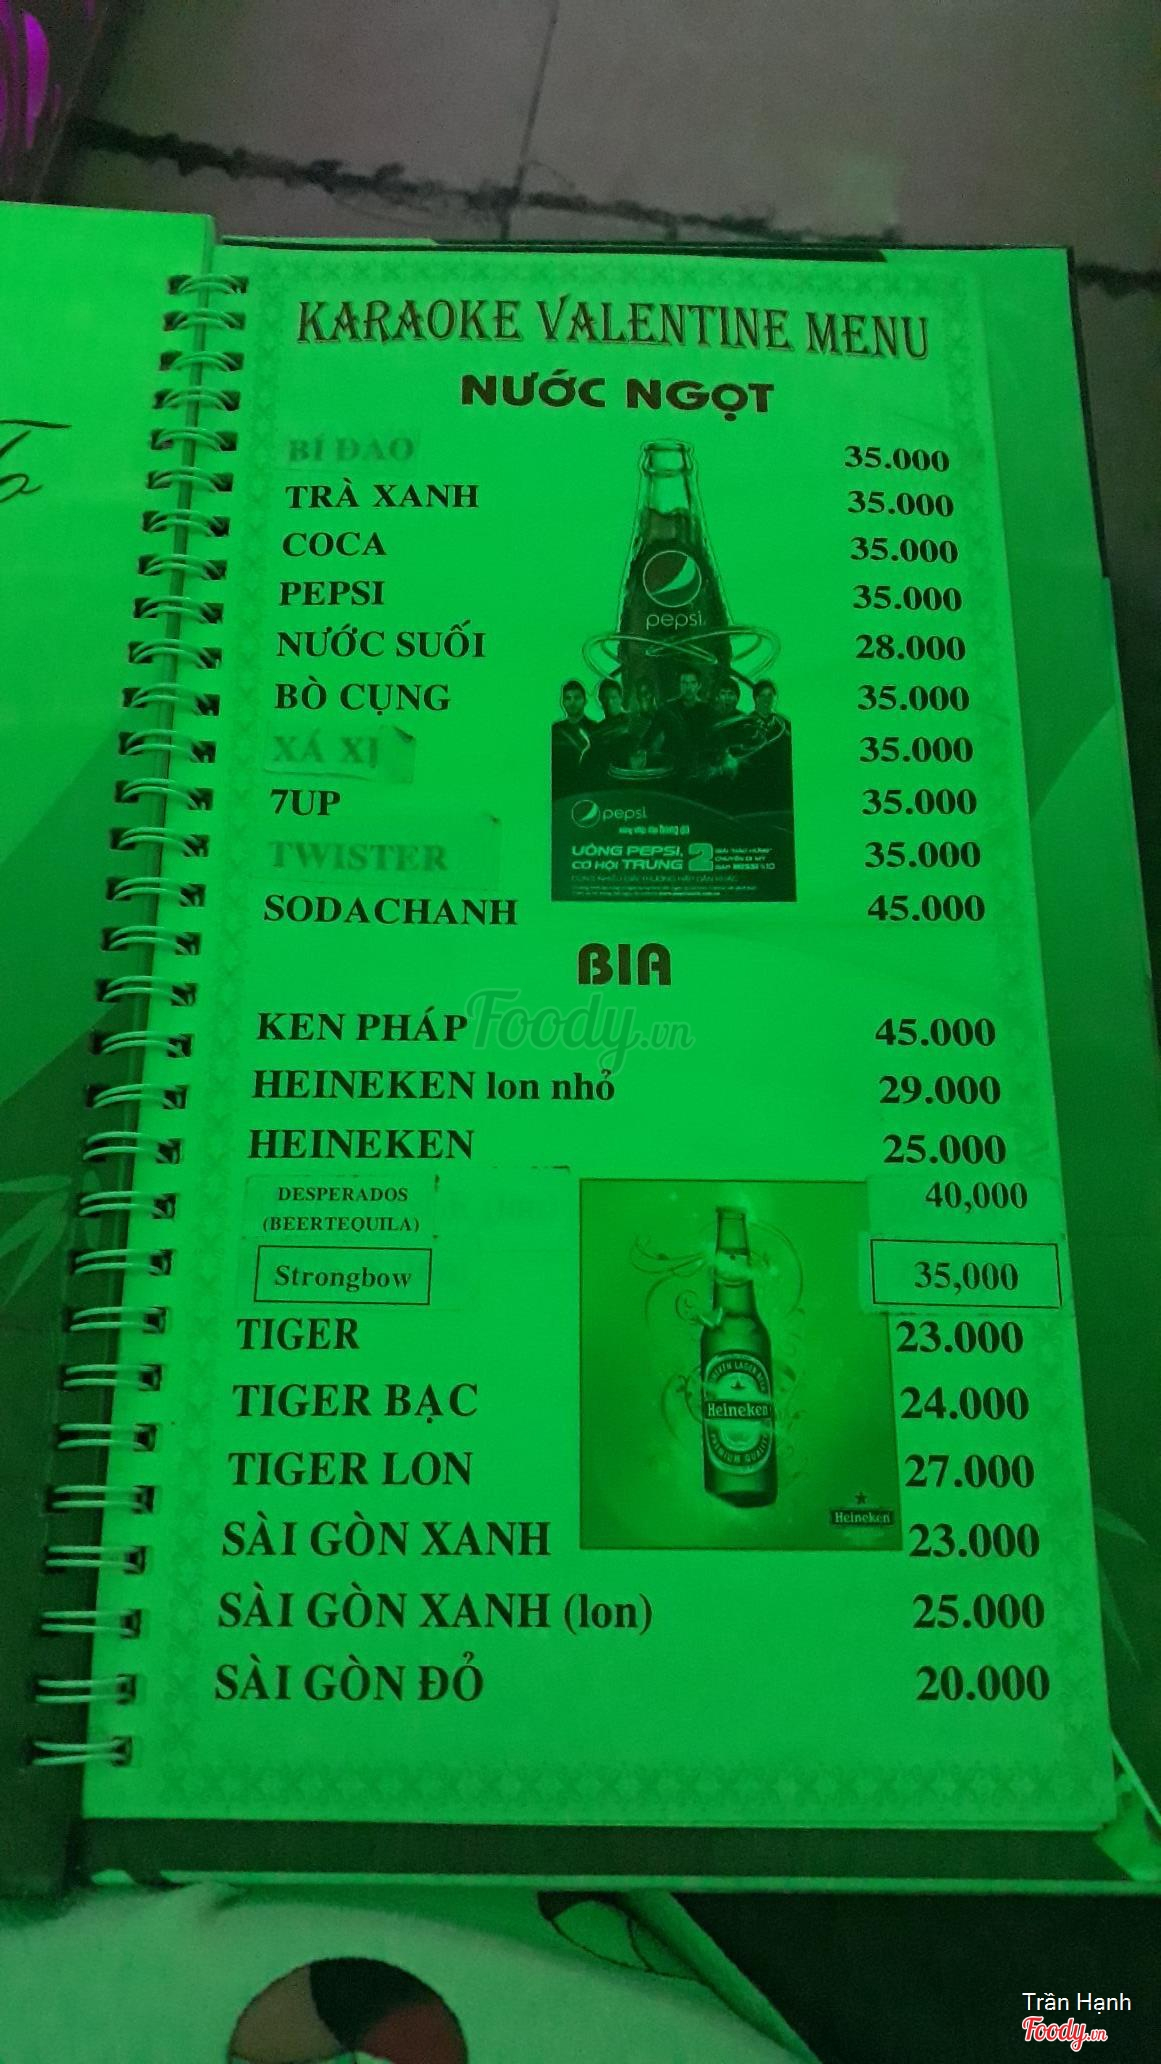 KARAOKE VALENTINE MENU
NƯỚC NGỌT
BÍ ĐAO 35.000
TRÀ XANH 35.000
COCA 35.000
PEPSI 35.000
NƯỚC SUỐI 28.000
BÒ CỤNG 35.000
XÁ XỊ 35.000
7UP 35.000
TWISTER 35.000
SODACHANH 45.000
pepsi
pepsi
UỐNG PEPSI, 2
CƠ HỘI TRÚNG
BIA
KEN PHÁP 45.000
HEINEKEN lon nhỏ 29.000
HEINEKEN 25.000
DESPERADOS 40,000
(BEERTEQUILA)
Strongbow 35,000
TIGER 23.000
TIGER BẠC 24.000
TIGER LON 27.000
SÀI GÒN XANH 23.000
SÀI GÒN XANH (lon) 25.000
SÀI GÒN ĐỎ 20.000
Heineken
PREMIUM QUALITY
Heineken
Foody.vn
Trần Hạnh
Foody.vn